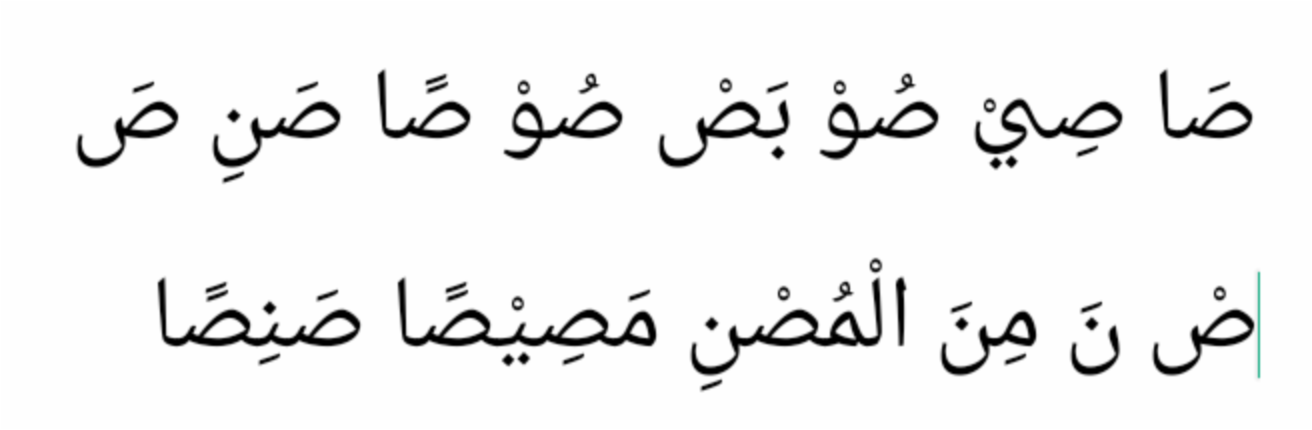 صَا صِيْ صُوْ بَصْ صُوْ صًا صَنِ صَ
صْ نَ مِنَ الْمُصْنِ مَصِيْصًا صَنِصًا